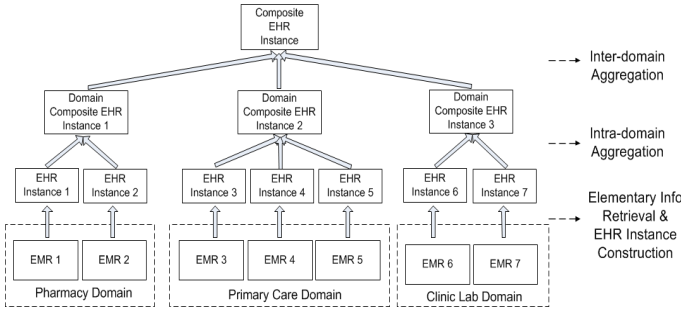 Composite
EHR
Instance
Inter-domain
Aggregation
Domain
Composite EHR
Instance 1
Domain
Composite EHR
Instance 2
Domain
Composite EHR
Instance 3
Intra-domain
Aggregation
EHR
Instance 1
EHR
Instance 2
EHR
Instance 3
EHR
Instance 4
EHR
Instance 5
EHR
Instance 6
EHR
Instance 7
Elementary Info
Retrieval &
EHR Instance
Construction
EMR 1
EMR 2
EMR 3
EMR 4
EMR 5
EMR 6
EMR 7
Pharmacy Domain
Primary Care Domain
Clinic Lab Domain